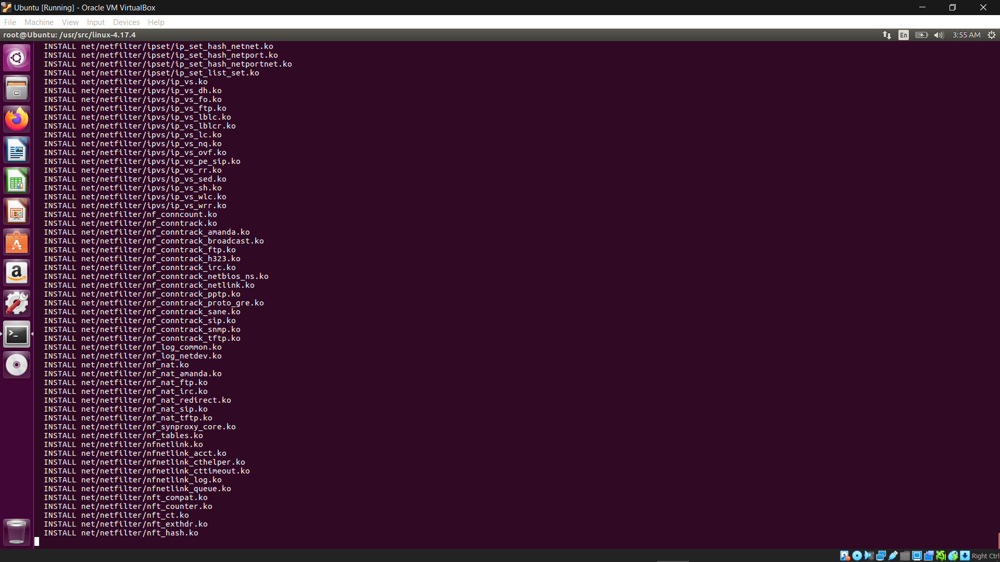 Ubuntu [Running] - Oracle VM VirtualBox
File Machine View Input Devices Help
root@Ubuntu: /usr/src/linux-4.17.4
En 3:55 AM
INSTALL net/netfilter/ipset/ip_set_hash_netnet.ko
INSTALL net/netfilter/ipset/ip_set_hash_netport.ko
INSTALL net/netfilter/ipset/ip_set_hash_netportnet.ko
INSTALL net/netfilter/ipset/ip_set_list_set.ko
INSTALL net/netfilter/ipvs/ip_vs.ko
INSTALL net/netfilter/ipvs/ip_vs_dh.ko
INSTALL net/netfilter/ipvs/ip_vs_fo.ko
INSTALL net/netfilter/ipvs/ip_vs_ftp.ko
INSTALL net/netfilter/ipvs/ip_vs_lblc.ko
INSTALL net/netfilter/ipvs/ip_vs_lblcr.ko
INSTALL net/netfilter/ipvs/ip_vs_lc.ko
INSTALL net/netfilter/ipvs/ip_vs_nq.ko
INSTALL net/netfilter/ipvs/ip_vs_ovf.ko
INSTALL net/netfilter/ipvs/ip_vs_pe_sip.ko
INSTALL net/netfilter/ipvs/ip_vs_rr.ko
INSTALL net/netfilter/ipvs/ip_vs_sed.ko
INSTALL net/netfilter/ipvs/ip_vs_sh.ko
INSTALL net/netfilter/ipvs/ip_vs_wlc.ko
INSTALL net/netfilter/ipvs/ip_vs_wrr.ko
INSTALL net/netfilter/nf_conncount.ko
INSTALL net/netfilter/nf_conntrack.ko
INSTALL net/netfilter/nf_conntrack_amanda.ko
INSTALL net/netfilter/nf_conntrack_broadcast.ko
INSTALL net/netfilter/nf_conntrack_ftp.ko
INSTALL net/netfilter/nf_conntrack_h323.ko
INSTALL net/netfilter/nf_conntrack_irc.ko
INSTALL net/netfilter/nf_conntrack_netbios_ns.ko
INSTALL net/netfilter/nf_conntrack_netlink.ko
INSTALL net/netfilter/nf_conntrack_pptp.ko
INSTALL net/netfilter/nf_conntrack_proto_gre.ko
INSTALL net/netfilter/nf_conntrack_sane.ko
INSTALL net/netfilter/nf_conntrack_sip.ko
INSTALL net/netfilter/nf_conntrack_snmp.ko
INSTALL net/netfilter/nf_conntrack_tftp.ko
INSTALL net/netfilter/nf_log_common.ko
INSTALL net/netfilter/nf_log_netdev.ko
INSTALL net/netfilter/nf_nat.ko
INSTALL net/netfilter/nf_nat_amanda.ko
INSTALL net/netfilter/nf_nat_ftp.ko
INSTALL net/netfilter/nf_nat_irc.ko
INSTALL net/netfilter/nf_nat_redirect.ko
INSTALL net/netfilter/nf_nat_sip.ko
INSTALL net/netfilter/nf_nat_tftp.ko
INSTALL net/netfilter/nf_synproxy_core.ko
INSTALL net/netfilter/nf_tables.ko
INSTALL net/netfilter/nfnetlink.ko
INSTALL net/netfilter/nfnetlink_acct.ko
INSTALL net/netfilter/nfnetlink_cthelper.ko
INSTALL net/netfilter/nfnetlink_cttimeout.ko
INSTALL net/netfilter/nfnetlink_log.ko
INSTALL net/netfilter/nfnetlink_queue.ko
INSTALL net/netfilter/nft_compat.ko
INSTALL net/netfilter/nft_counter.ko
INSTALL net/netfilter/nft_ct.ko
INSTALL net/netfilter/nft_exthdr.ko
INSTALL net/netfilter/nft_hash.ko
Right Ctrl